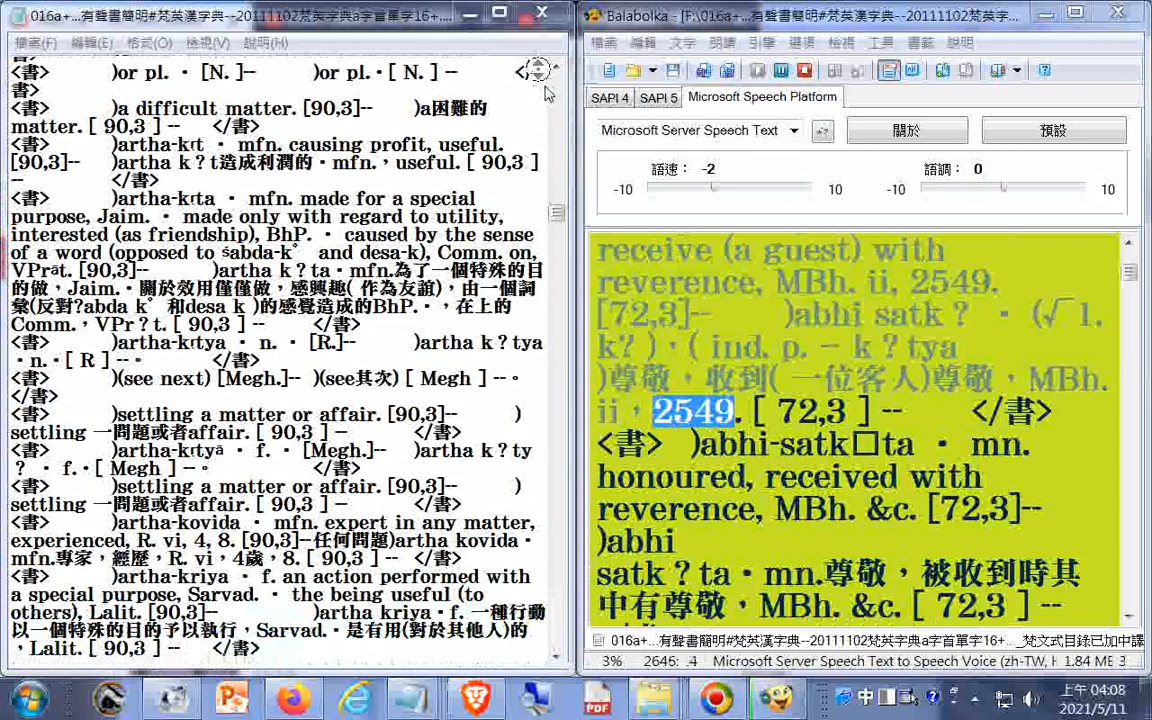 016a+...有聲書簡明#梵英漢字典--20111102梵英字典a字首單字16+...
檔案(F) 編輯(E) 格式(O) 檢視(V) 說明(H)
<書> )or pl. · [N. ]-- )or pl. · [ N. ] --
書>
<書> )a difficult matter. [90,3]-- )a困難的
matter. [ 90,3 ] -- </書>
<書> )artha-kṛt · mfn. causing profit, useful.
[90,3]-- )artha k ? t造成利潤的 · mfn.，useful. [ 90,3 ]
-- </書>
<書> )artha-kṛta · mfn. made for a special
purpose, Jaim. · made only with regard to utility,
interested (as friendship), BhP. · caused by the sense
of a word (opposed to śabda-k° and desa-k), Comm. on,
VPrāt. [90,3]-- )artha k ? ta · mfn.為了一個特殊的目
的做，Jaim. · 關於效用僅僅做，感興趣( 作為友誼)，由一個詞
彙(反對?abda k° 和desa k )的感覺造成的BhP. · ，在上的
Comm.，VPr ? t. [ 90,3 ] -- </書>
<書> )artha-kṛtya · n. · [R.]-- )artha k ? tya
· n. · [ R ] -- 。 </書>
<書> )(see next) [Megh.]-- )(see其次) [ Megh ] -- 。
</書>
<書> )settling a matter or affair. [90,3]-- )
settling 一問題或者affair. [ 90,3 ] -- </書>
<書> )artha-kṛtyā · f. · [Megh.]-- )artha k ? ty
? · f. · [ Megh ] -- 。 </書>
<書> )settling a matter or affair. [90,3]-- )
settling 一問題或者affair. [ 90,3 ] -- </書>
<書> )artha-kovida · mfn. expert in any matter,
experienced, R. vi, 4, 8. [90,3]--任何問題)artha kovida ·
mfn.專家，經歷，R. vi，4歲，8. [ 90,3 ] -- </書>
<書> )artha-kriya · f. an action performed with
a special purpose, Sarvad. · the being useful (to
others), Lalit. [90,3]-- )artha kriya · f. 一種行動
以一個特殊的目的予以執行，Sarvad. · 是有用(對於其他人)的
，Lalit. [ 90,3 ] -- </書>
Balabolka - [F:\016a+...有聲書簡明#梵英漢字典--20111102梵英字...
檔案 編輯 文字 朗讀 引擎 選項 檢視 工具 書籤 說明
SAPI 4 SAPI 5 Microsoft Speech Platform
Microsoft Server Speech Text 關於 預設
語速： -2 語調： 0
-10 10 -10 10
receive (a guest) with
reverence, MBh. ii, 2549.
[72,3]-- )abhi satk ? · (√ 1.
k? )，( ind. p. - k ? tya
)尊敬，收到( 一位客人)尊敬，MBh.
ii，2549. [ 72,3 ] -- </書>
<書> )abhi-satk□ta · mn.
honoured, received with
reverence, MBh. &c. [72,3]--
)abhi
satk ? ta · mn.尊敬，被收到時其
中有尊敬，MBh. &c. [ 72,3 ] --
016a+...有聲書簡明#梵英漢字典--20111102梵英字典a字首單字16+..._梵文式目錄已加中譯
3% 2646: .4 Microsoft Server Speech Text to Speech Voice (zh-TW, H 1.84 MB 3
中
上午 04:08
2021/5/11